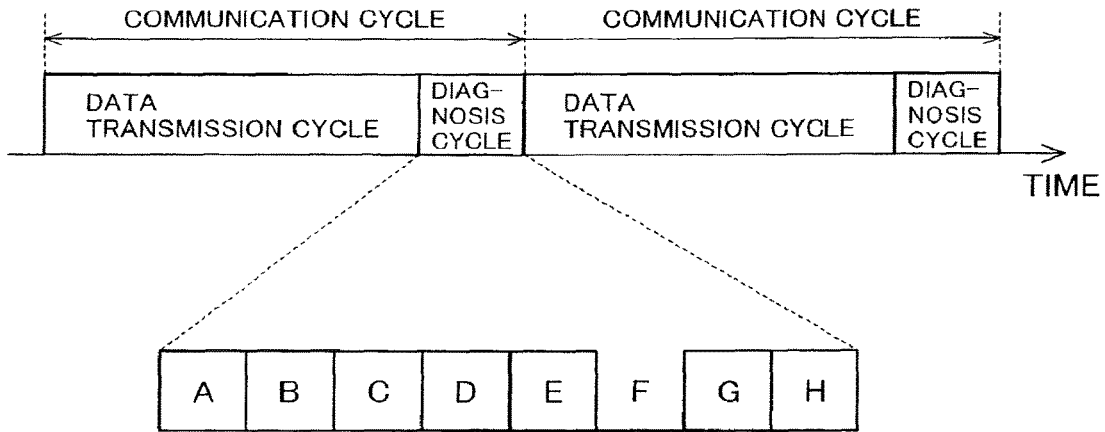 COMMUNICATION CYCLE
COMMUNICATION CYCLE
DATA
TRANSMISSION CYCLE
DIAG-
NOSIS
CYCLE
DATA
TRANSMISSION CYCLE
DIAG-
NOSIS
CYCLE
TIME
A B C D E F G H